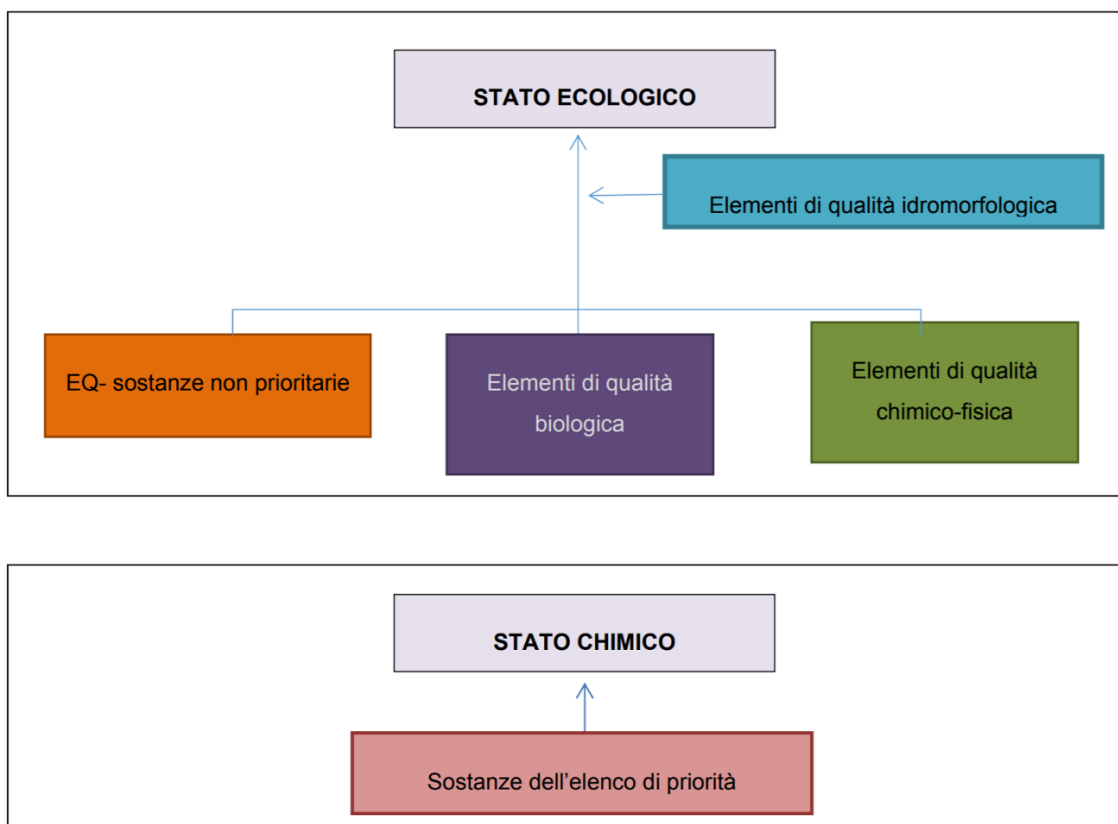 STATO ECOLOGICO
Elementi di qualità idromorfologica
EQ- sostanze non prioritarie
Elementi di qualità
biologica
Elementi di qualità
chimico-fisica
STATO CHIMICO
Sostanze dell’elenco di priorità